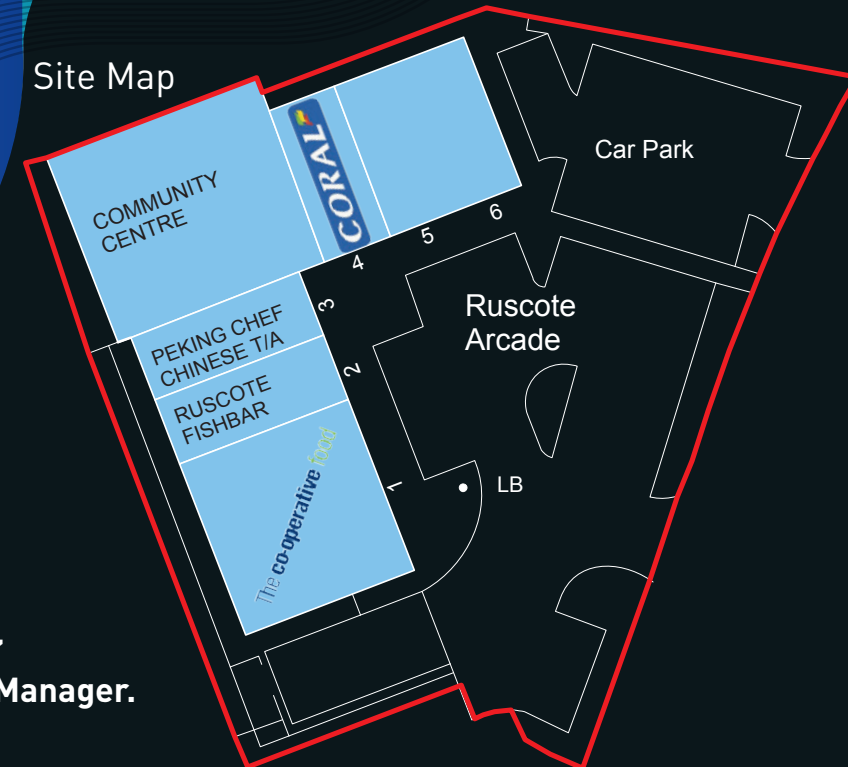 Site Map
Car Park
COMMUNITY
CENTRE
CORAL
6
5
4
Ruscote
Arcade
3
PEKING CHEF
CHINESE T/A
2
RUSCOTE
FISHBAR
The co-operative food
1
LB
Manager.